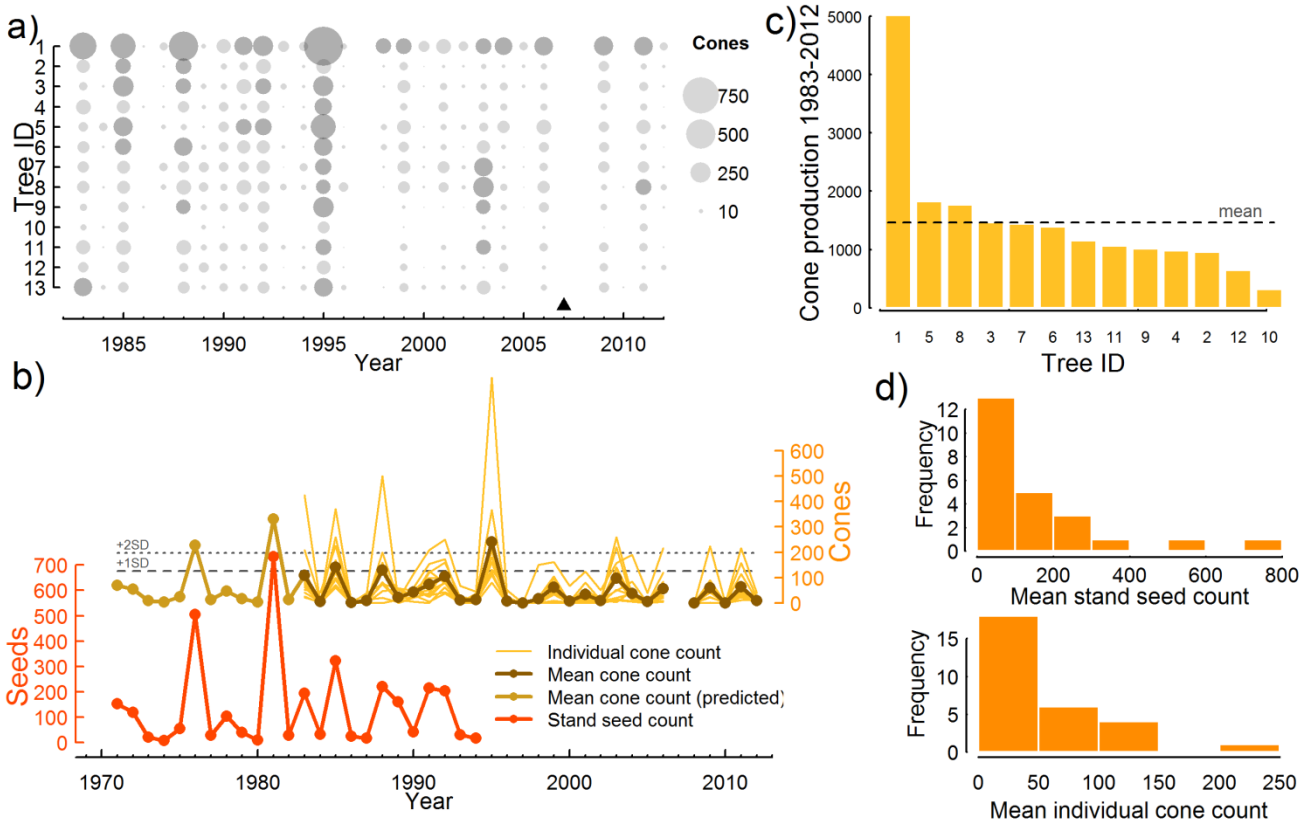 a)
Tree ID
1
2
3
4
5
6
7
8
9
10
11
12
13
1985 1990 1995 2000 2005 2010
Year
Cones
750
500
250
10
c)
Cone production 1983-2012
5000
4000
3000
2000
1000
0
mean
1 5 8 3 7 6 13 11 9 4 2 12 10
Tree ID
b)
+2SD
+1SD
Seeds
700
600
500
400
300
200
100
0
Cones
600
500
400
300
200
100
0
Individual cone count
Mean cone count
Mean cone count (predicted)
Stand seed count
1970 1980 1990 2000 2010
Year
d)
Frequency
12
10
8
6
4
2
0
0 200 400 600 800
Mean stand seed count
Frequency
15
10
5
0
0 50 100 150 200 250
Mean individual cone count